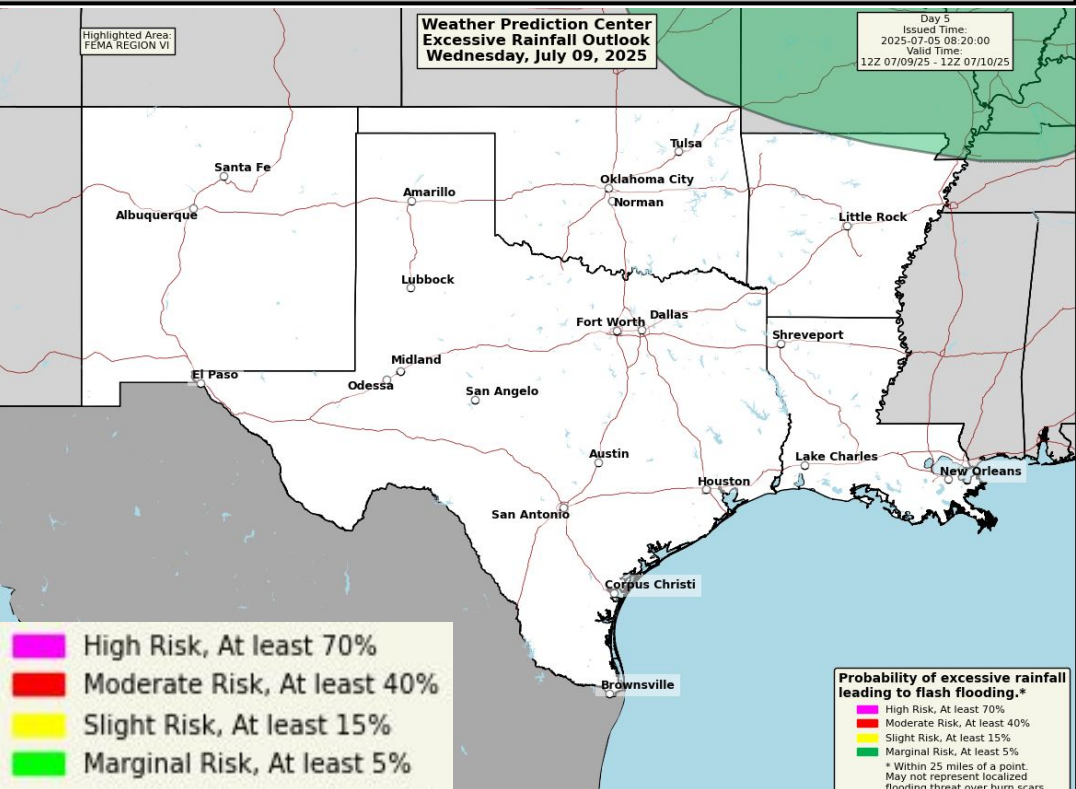 Weather Prediction Center
Excessive Rainfall Outlook
Wednesday, July 09, 2025
Highlighted Area:
FEMA REGION VI
Day 5
Issued Time:
2025-07-05 08:20:00
Valid Time:
12Z 07/09/25 - 12Z 07/10/25
Tulsa
Santa Fe
Oklahoma City
Amarillo
Norman
Albuquerque
Little Rock
Lubbock
Fort Worth
Dallas
Shreveport
Midland
El Paso
Odessa
San Angelo
Austin
Lake Charles
New Orleans
Houston
San Antonio
Corpus Christi
Brownsville
High Risk, At least 70%
Moderate Risk, At least 40%
Slight Risk, At least 15%
Marginal Risk, At least 5%
Probability of excessive rainfall
leading to flash flooding.*
High Risk, At least 70%
Moderate Risk, At least 40%
Slight Risk, At least 15%
Marginal Risk, At least 5%
* Within 25 miles of a point.
May not represent localized
flooding threat over burn scars